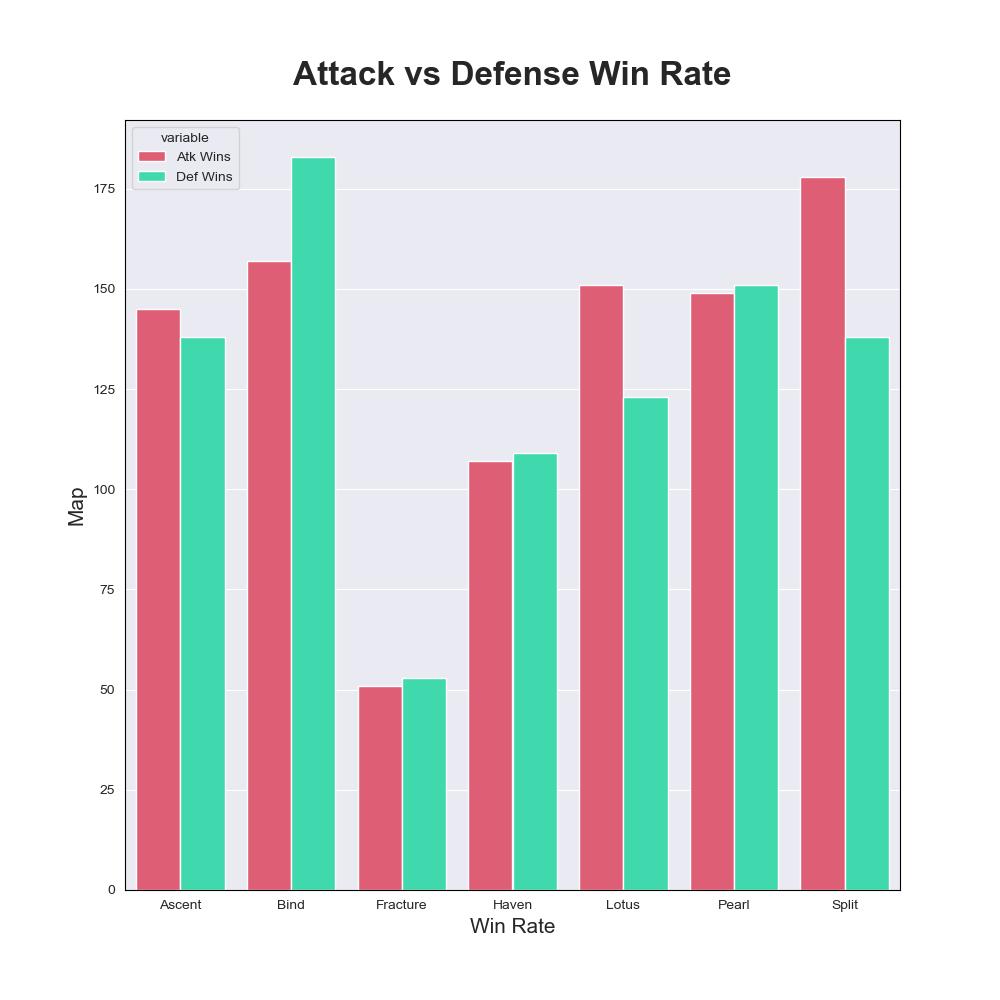 Attack vs Defense Win Rate
variable
Atk Wins
Def Wins
175
150
125
100
75
50
25
0
Map
Ascent Bind Fracture Haven Lotus Pearl Split
Win Rate